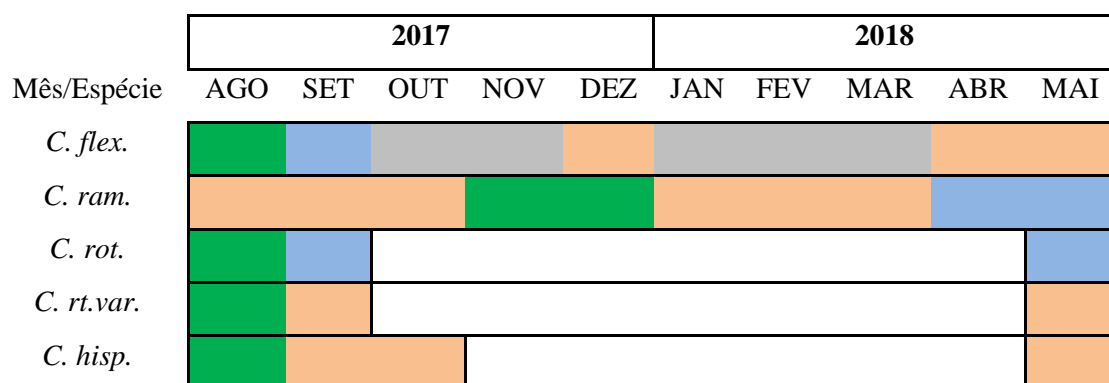 2017 2018
Mês/Espécie AGO SET OUT NOV DEZ JAN FEV MAR ABR MAI
C. flex.
C. ram.
C. rot.
C. rt.var.
C. hisp.